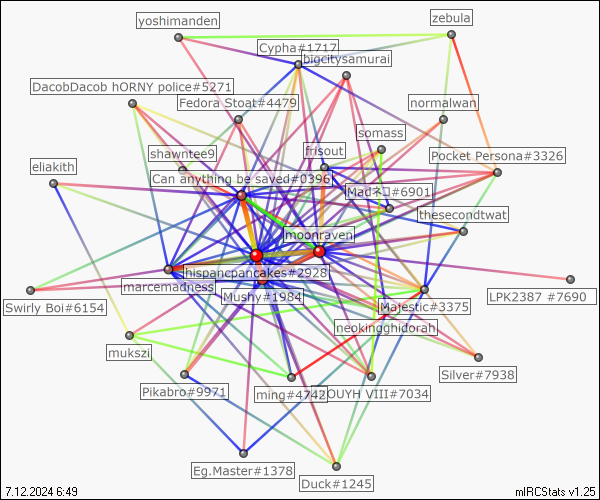 yoshimanden
zebula
Cypha#1717
bigcitysamurai
DacobDacob hORNY police#5271
Fedora Stoat#4479
normalwan
somass
shawntee9
frisout
Pocket Persona#3326
eliakith
Can anything be saved#0396
Madネコ#6901
thesecondtwat
moonraven
hispancpancakes#2928
marcemadness
Mushy#1984
LPK2387 #7690
Swirly Boi#6154
Majestic#3375
neokingghidorah
mukszi
Silver#7938
Pikabro#9971
ming#4742
OUYH VIII#7034
Eg.Master#1378
Duck#1245
7.12.2024 6:49
mIRCStats v1.25